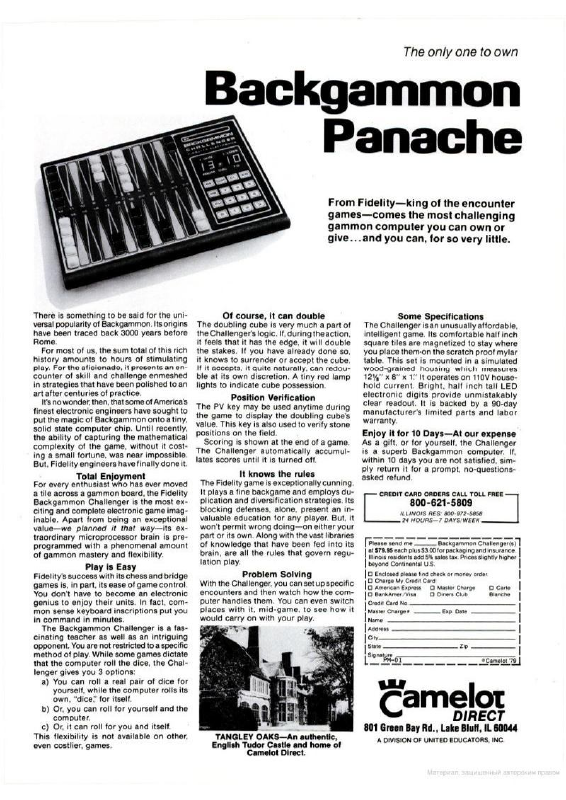 The only one to own
Backgammon
Panache
BACKGAMMON
CHALLENGER
From Fidelity—king of the encounter
games—comes the most challenging
gammon computer you can own or
give...and you can, for so very little.
There is something to be said for the uni-
versal popularity of Backgammon. Its origins
have been traced back 3000 years before
Rome.
For most of us, the sum total of this rich
history amounts to hours of stimulating
play. For the aficionado, it presents an en-
counter of skill and challenge enmeshed
in strategies that have been polished to an
art after centuries of practice.
It's no wonder, then, that some of America's
finest electronic engineers have sought to
put the magic of Backgammon onto a tiny,
solid state computer chip. Until recently,
the ability of capturing the mathematical
complexity of the game, without it cost-
ing a small fortune, was near impossible.
But, Fidelity engineers have finally done it.
Total Enjoyment
For every enthusiast who has ever moved
a tile across a gammon board, the Fidelity
Backgammon Challenger is the most ex-
citing and complete electronic game imag-
inable. Apart from being an exceptional
value—we planned it that way—its ex-
traordinary microprocessor brain is pre-
programmed with a phenomenal amount
of gammon mastery and flexibility.
Play is Easy
Fidelity's success with its chess and bridge
games is, in part, its ease of game control.
You don't have to become an electronic
genius to enjoy their units. In fact, com-
mon sense keyboard inscriptions put you
in command in minutes.
The Backgammon Challenger is a fas-
cinating teacher as well as an intriguing
opponent. You are not restricted to a specific
method of play. While some games dictate
that the computer roll the dice, the Chal-
lenger gives you 3 options:
a) You can roll a real pair of dice for
yourself, while the computer rolls its
own, "dice," for itself.
b) Or, you can roll for yourself and the
computer.
c) Or, it can roll for you and itself.
This flexibility is not available on other,
even costlier, games.
Of course, it can double
The doubling cube is very much a part of
the Challenger's logic. If, during the action,
it feels that it has the edge, it will double
the stakes. If you have already done so,
it knows to surrender or accept the cube.
If it accepts, it quite naturally, can redou-
ble at its own discretion. A tiny red lamp
lights to indicate cube possession.
Position Verification
The PV key may be used anytime during
the game to display the doubling cube's
value. This key is also used to verify stone
positions on the field.
Scoring is shown at the end of a game.
The Challenger automatically accumul-
lates scores until it is turned off.
It knows the rules
The Fidelity game is exceptionally cunning.
It plays a fine backgame and employs du-
plication and diversification strategies. Its
blocking defenses, alone, present an in-
valuable education for any player. But, it
won't permit wrong doing—on either your
part or its own. Along with the vast libraries
of knowledge that have been fed into its
brain, are all the rules that govern regu-
lation play.
Problem Solving
With the Challenger, you can set up specific
encounters and then watch how the com-
puter handles them. You can even switch
places with it, mid-game, to see how it
would carry on with your play.
TANGLEY OAKS—An authentic,
English Tudor Castle and home of
Camelot Direct.
Some Specifications
The Challenger is an unusually affordable,
intelligent game. Its comfortable half inch
square tiles are magnetized to stay where
you place them on the scratch proof mylar
table. This set is mounted in a simulated
wood-grained housing which measures
x 8" x 1". It operates on 110V house-
hold current. Bright, half inch tall LED
electronic digits provide unmistakably
clear readout. It is backed by a 90-day
manufacturer's limited parts and labor
warranty.
Enjoy it for 10 Days—At our expense
As a gift, or for yourself, the Challenger
is a superb Backgammon computer. If,
within 10 days you are not satisfied, sim-
ply return it for a prompt, no-questions-
asked refund.
CREDIT CARD ORDERS CALL TOLL FREE
800-621-5809
ILLINOIS RES: 800-972-5858
24 HOURS—7 DAYS/WEEK
Please send me Backgammon Challenger(s)
at $79.95 each plus $3.00 for packaging and insurance.
Illinois residents add 5% sales tax. Prices slightly higher
beyond Continental U.S.
Enclosed please find check or money order.
Charge My Credit Card
American Express Master Charge Carte
BankAmer./Visa Diners Club Blanche
Credit Card No.
Master Charge# Exp. Date
Name
Address
City
State Zip
Signature
PM-01 ©Camelot '79
Camelot
DIRECT
801 Green Bay Rd., Lake Bluff, IL 60044
A DIVISION OF UNITED EDUCATORS, INC.
Материал, защищенный авторским правом